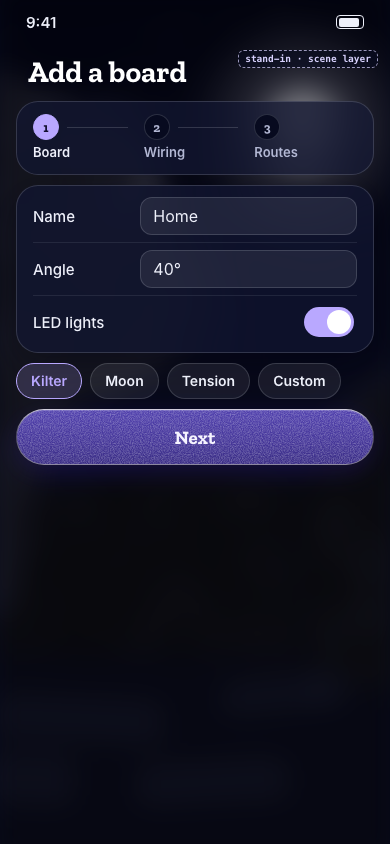 9:41
stand-in · scene layer
Add a board
1 2 3
Board Wiring Routes
Name Home
Angle 40°
LED lights
Kilter Moon Tension Custom
Next